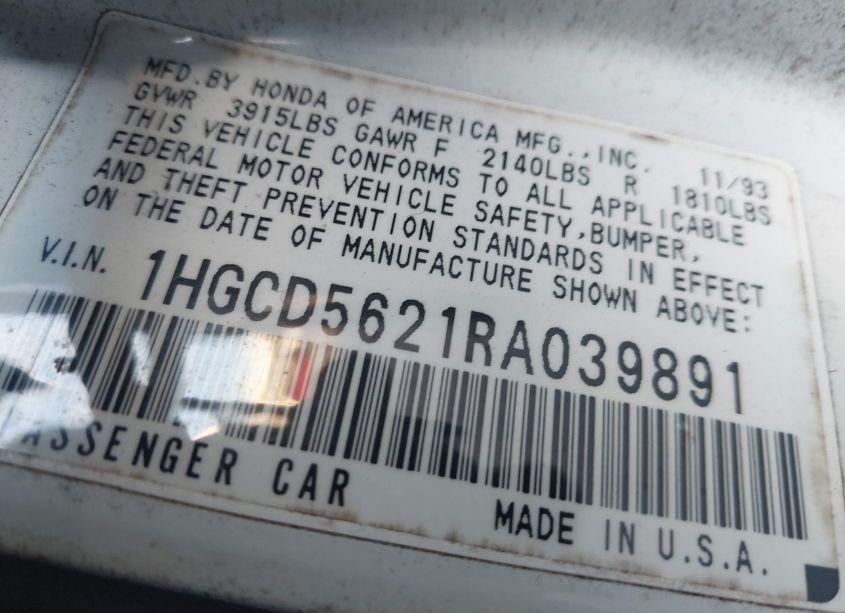 MFD.BY HONDA OF AMERICA MFG.,INC. 11/93
GVWR 3915LBS GAWR F 2140LBS R 1810LBS
THIS VEHICLE CONFORMS TO ALL APPLICABLE
FEDERAL MOTOR VEHICLE SAFETY,BUMPER,
AND THEFT PREVENTION STANDARDS IN EFFECT
ON THE DATE OF MANUFACTURE SHOWN ABOVE:
V.I.N. 1HGCD5621RA039891
PASSENGER CAR MADE IN U.S.A.